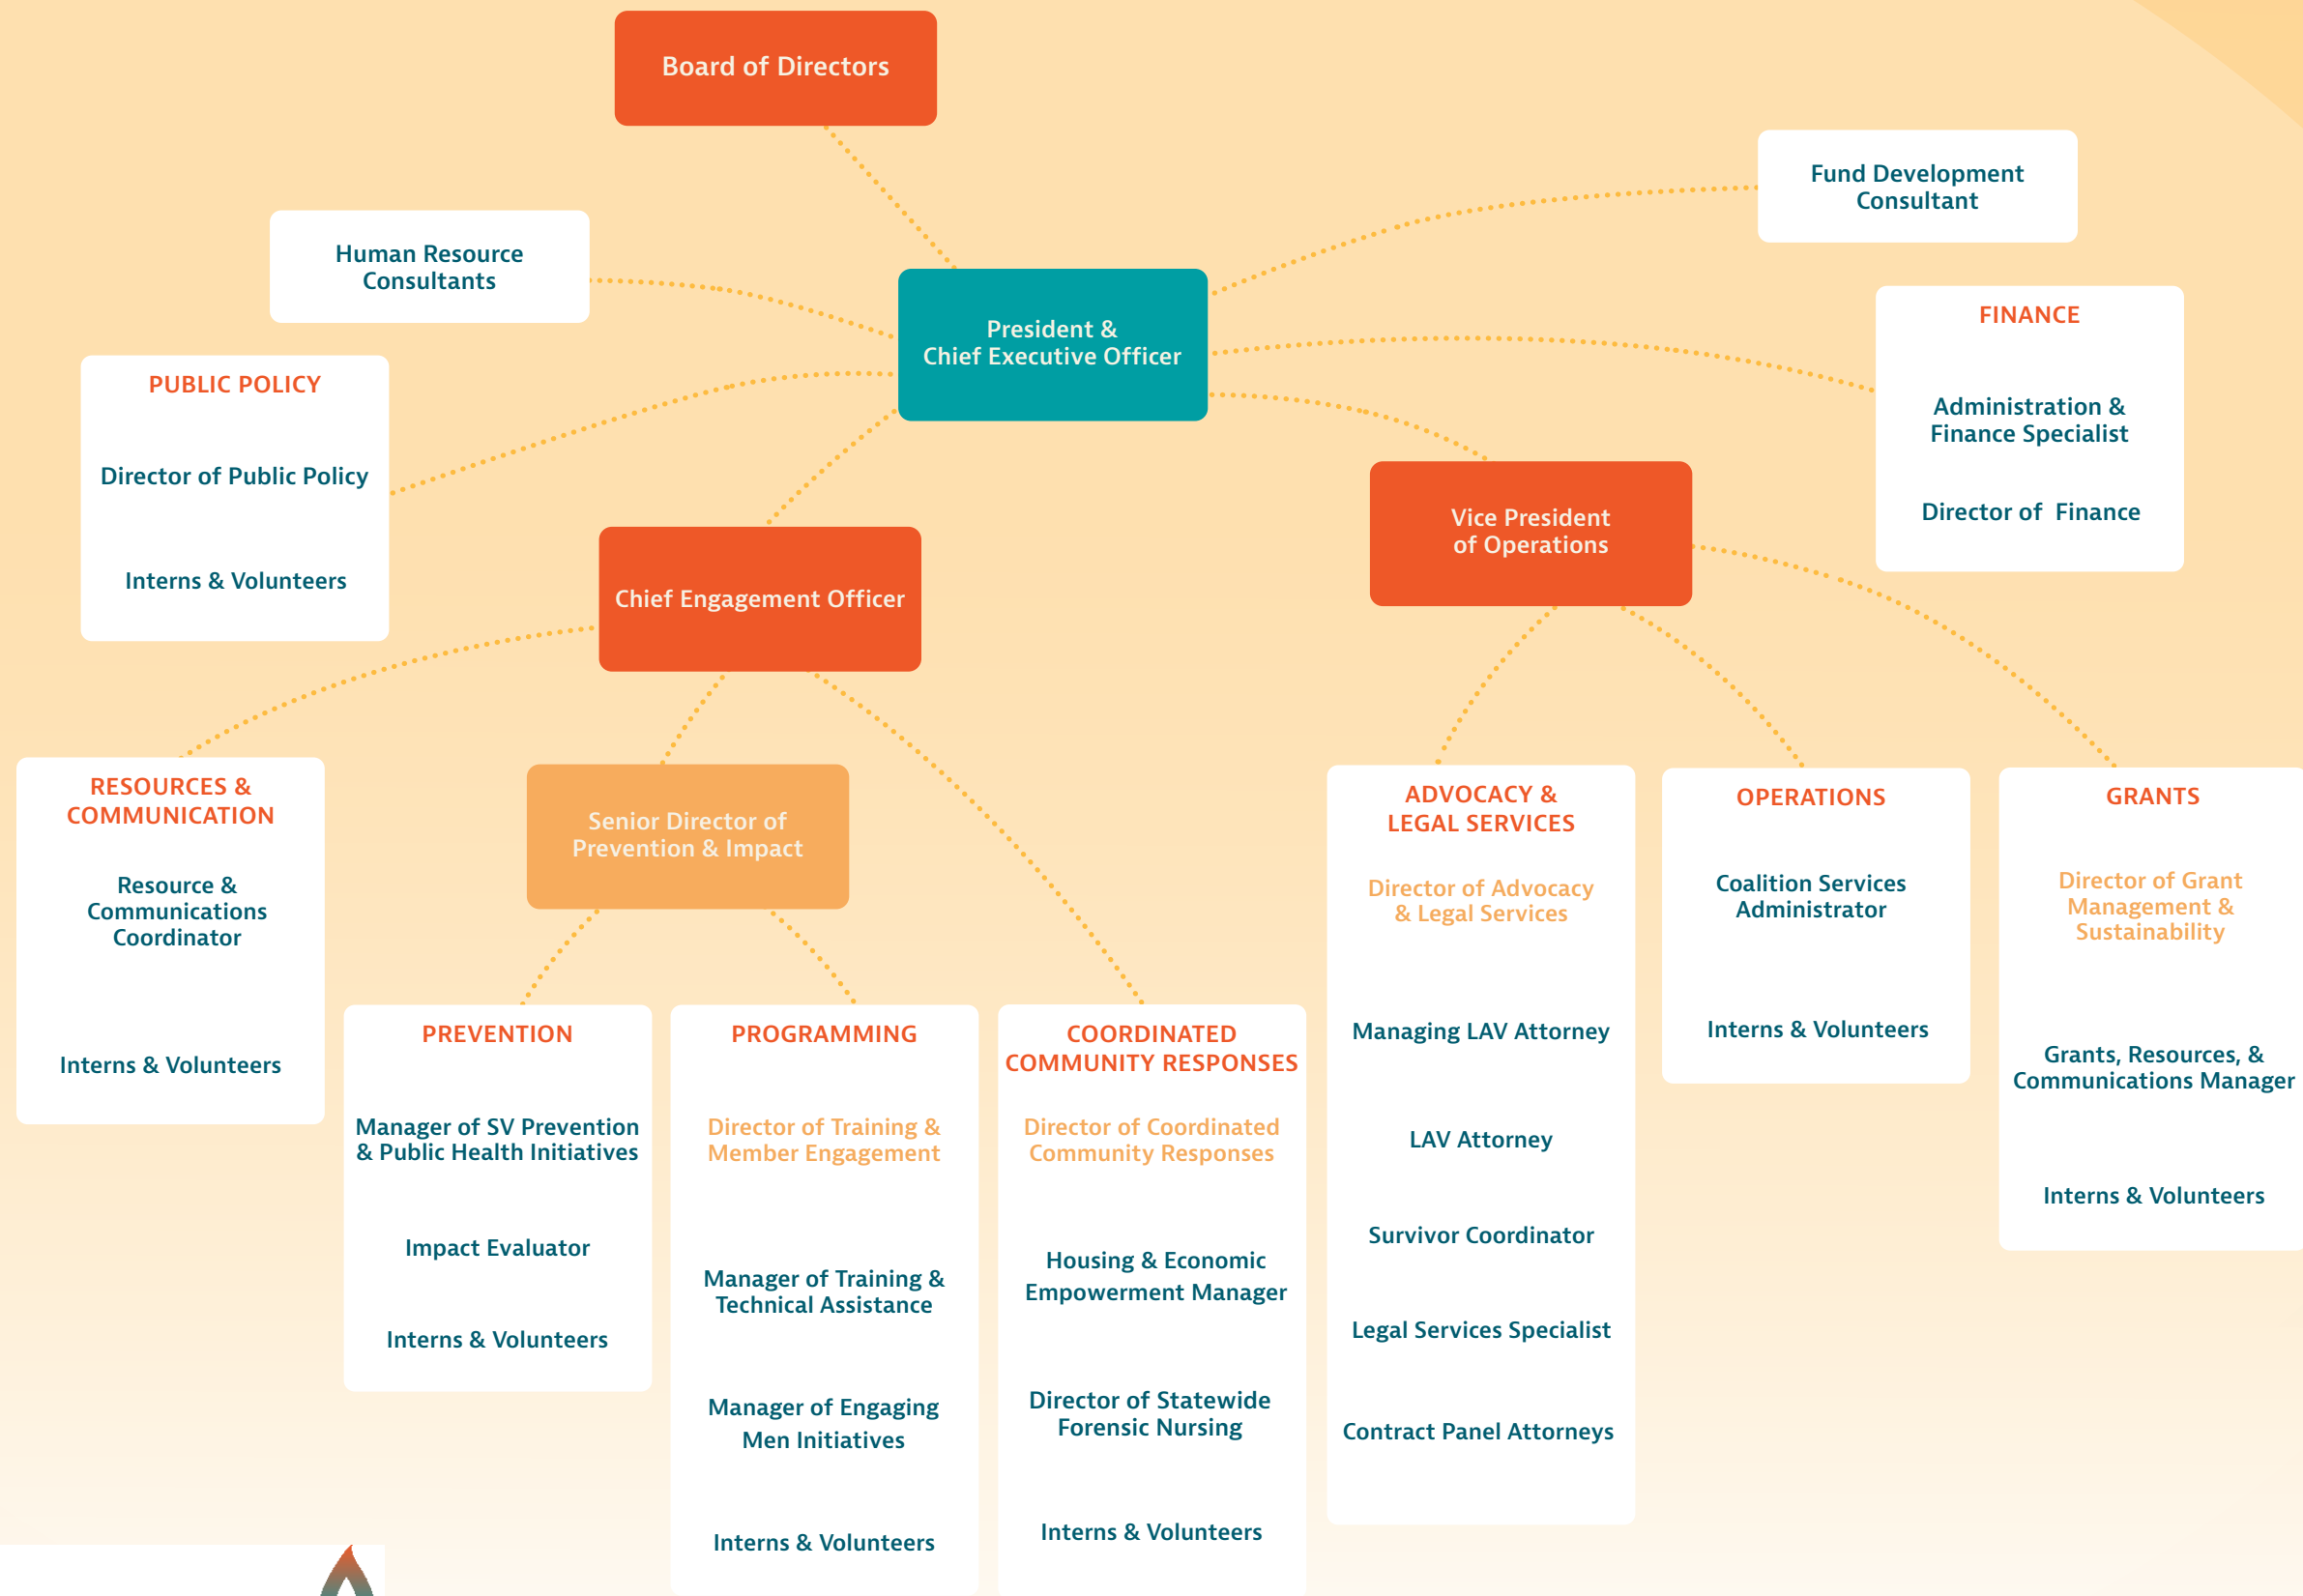 Board of Directors
Fund Development
Consultant
Human Resource
Consultants
President &
Chief Executive Officer
FINANCE
Administration &
Finance Specialist
Director of  Finance
PUBLIC POLICY
Director of Public Policy
Interns & Volunteers
Chief Engagement Officer
Vice President
of Operations
RESOURCES &
COMMUNICATION
Resource &
Communications
Coordinator
Interns & Volunteers
Senior Director of
Prevention & Impact
PREVENTION
Manager of SV Prevention
& Public Health Initiatives
Impact Evaluator
Interns & Volunteers
PROGRAMMING
Director of Training &
Member Engagement
Manager of Training &
Technical Assistance
Manager of Engaging
Men Initiatives
Interns & Volunteers
COORDINATED
COMMUNITY RESPONSES
Director of Coordinated
Community Responses
Housing & Economic
Empowerment Manager
Director of Statewide
Forensic Nursing
Interns & Volunteers
ADVOCACY &
LEGAL SERVICES
Director of Advocacy
& Legal Services
Managing LAV Attorney
LAV Attorney
Survivor Coordinator
Legal Services Specialist
Contract Panel Attorneys
OPERATIONS
Coalition Services
Administrator
Interns & Volunteers
GRANTS
Director of Grant
Management &
Sustainability
Grants, Resources, &
Communications Manager
Interns & Volunteers